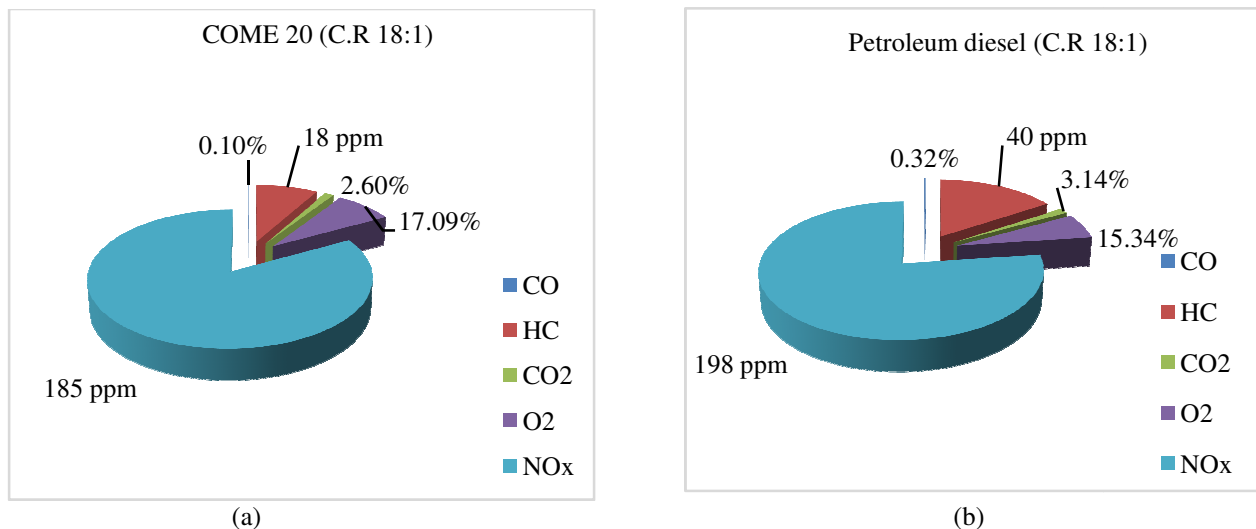 COME 20 (C.R 18:1)
0.10%
18 ppm
2.60%
17.09%
185 ppm
CO
HC
CO2
O2
NOx
(a)
Petroleum diesel (C.R 18:1)
0.32%
40 ppm
3.14%
15.34%
198 ppm
CO
HC
CO2
O2
NOx
(b)